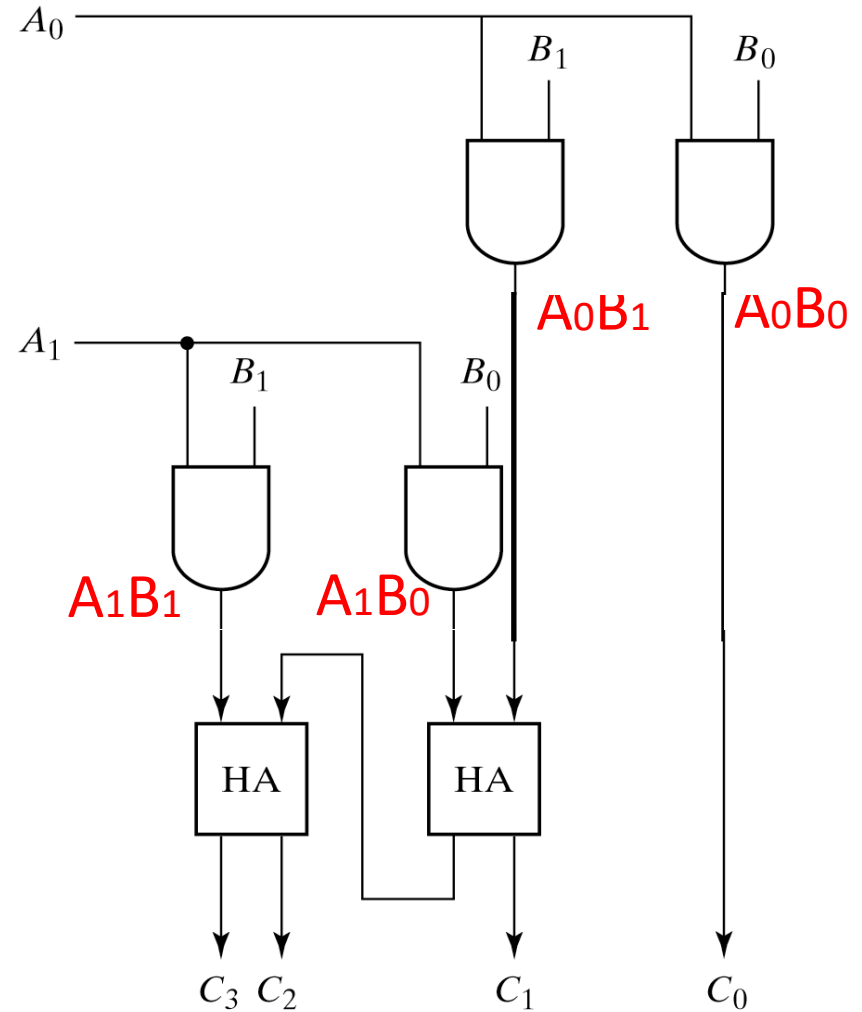 A₀
B₁ B₀
A₀B₁ A₀B₀
A₁
B₁ B₀
A₁B₁ A₁B₀
HA HA
C₃ C₂ C₁ C₀